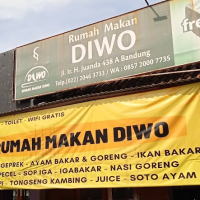 Rumah Makan
DIWO
Jl. Ir. H. Juanda 438 A Bandung
Telp. (022) 2046 3733 / WA : 0857 2000 7735
DIWO
fre
- TOILET - WIFI GRATIS
RUMAH MAKAN DIWO
GEPREK - AYAM BAKAR & GORENG - IKAN BAKAR
PECEL - SOP IGA - IGABAKAR - NASI GORENG
- TONGSENG KAMBING - JUICE - SOTO AYAM